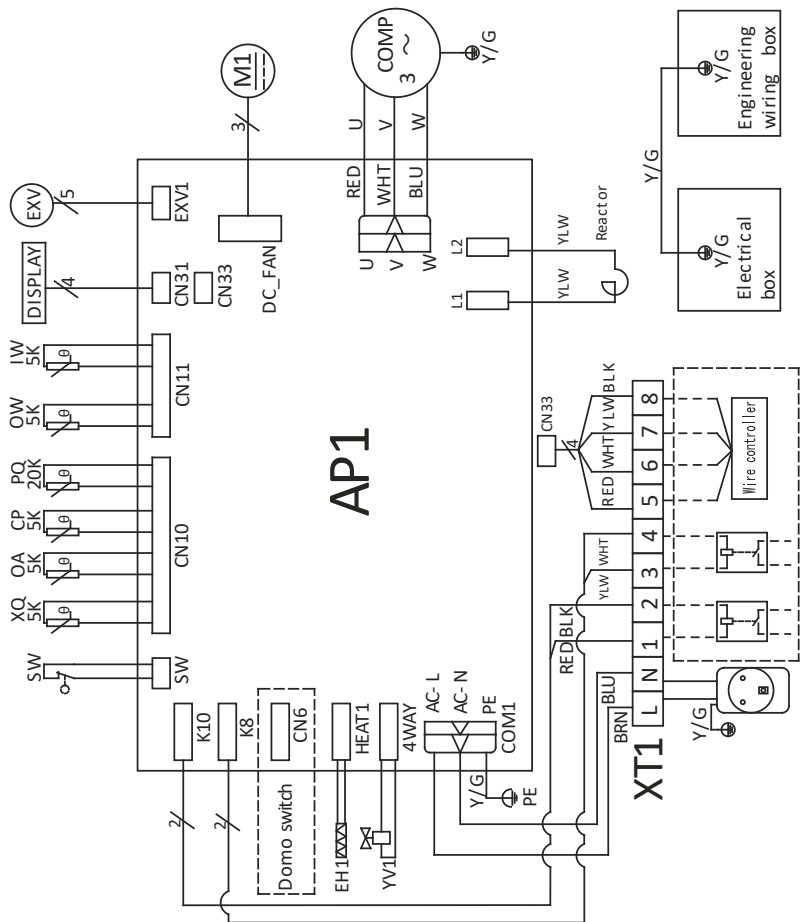 EXV
5
EXV1
DISPLAY
4
CN31
CN33
M1
3
DC_FAN
COMP
3 ~
Y/G
U
V
W
RED
WHT
BLU
U
V
W
L2
L1
YLW
YLW
Reactor
Y/G
Engineering
wiring box
Y/G
Y/G
Electrical
box
IW
5K
θ
OW
5K
θ
CN11
PQ
20K
θ
CP
5K
θ
OA
5K
θ
XQ
5K
θ
CN10
SW
SW
AP1
K10
2
K8
2
CN6
Domo switch
HEAT1
EH1
4WAY
YV1
AC-L
AC-N
PE
COM1
Y/G
PE
CN33
4
RED
WHT
YLW
BLK
RED
BLK
YLW
WHT
BRN
BLU
XT1
L
N
1
2
3
4
5
6
7
8
Y/G
Wire controller